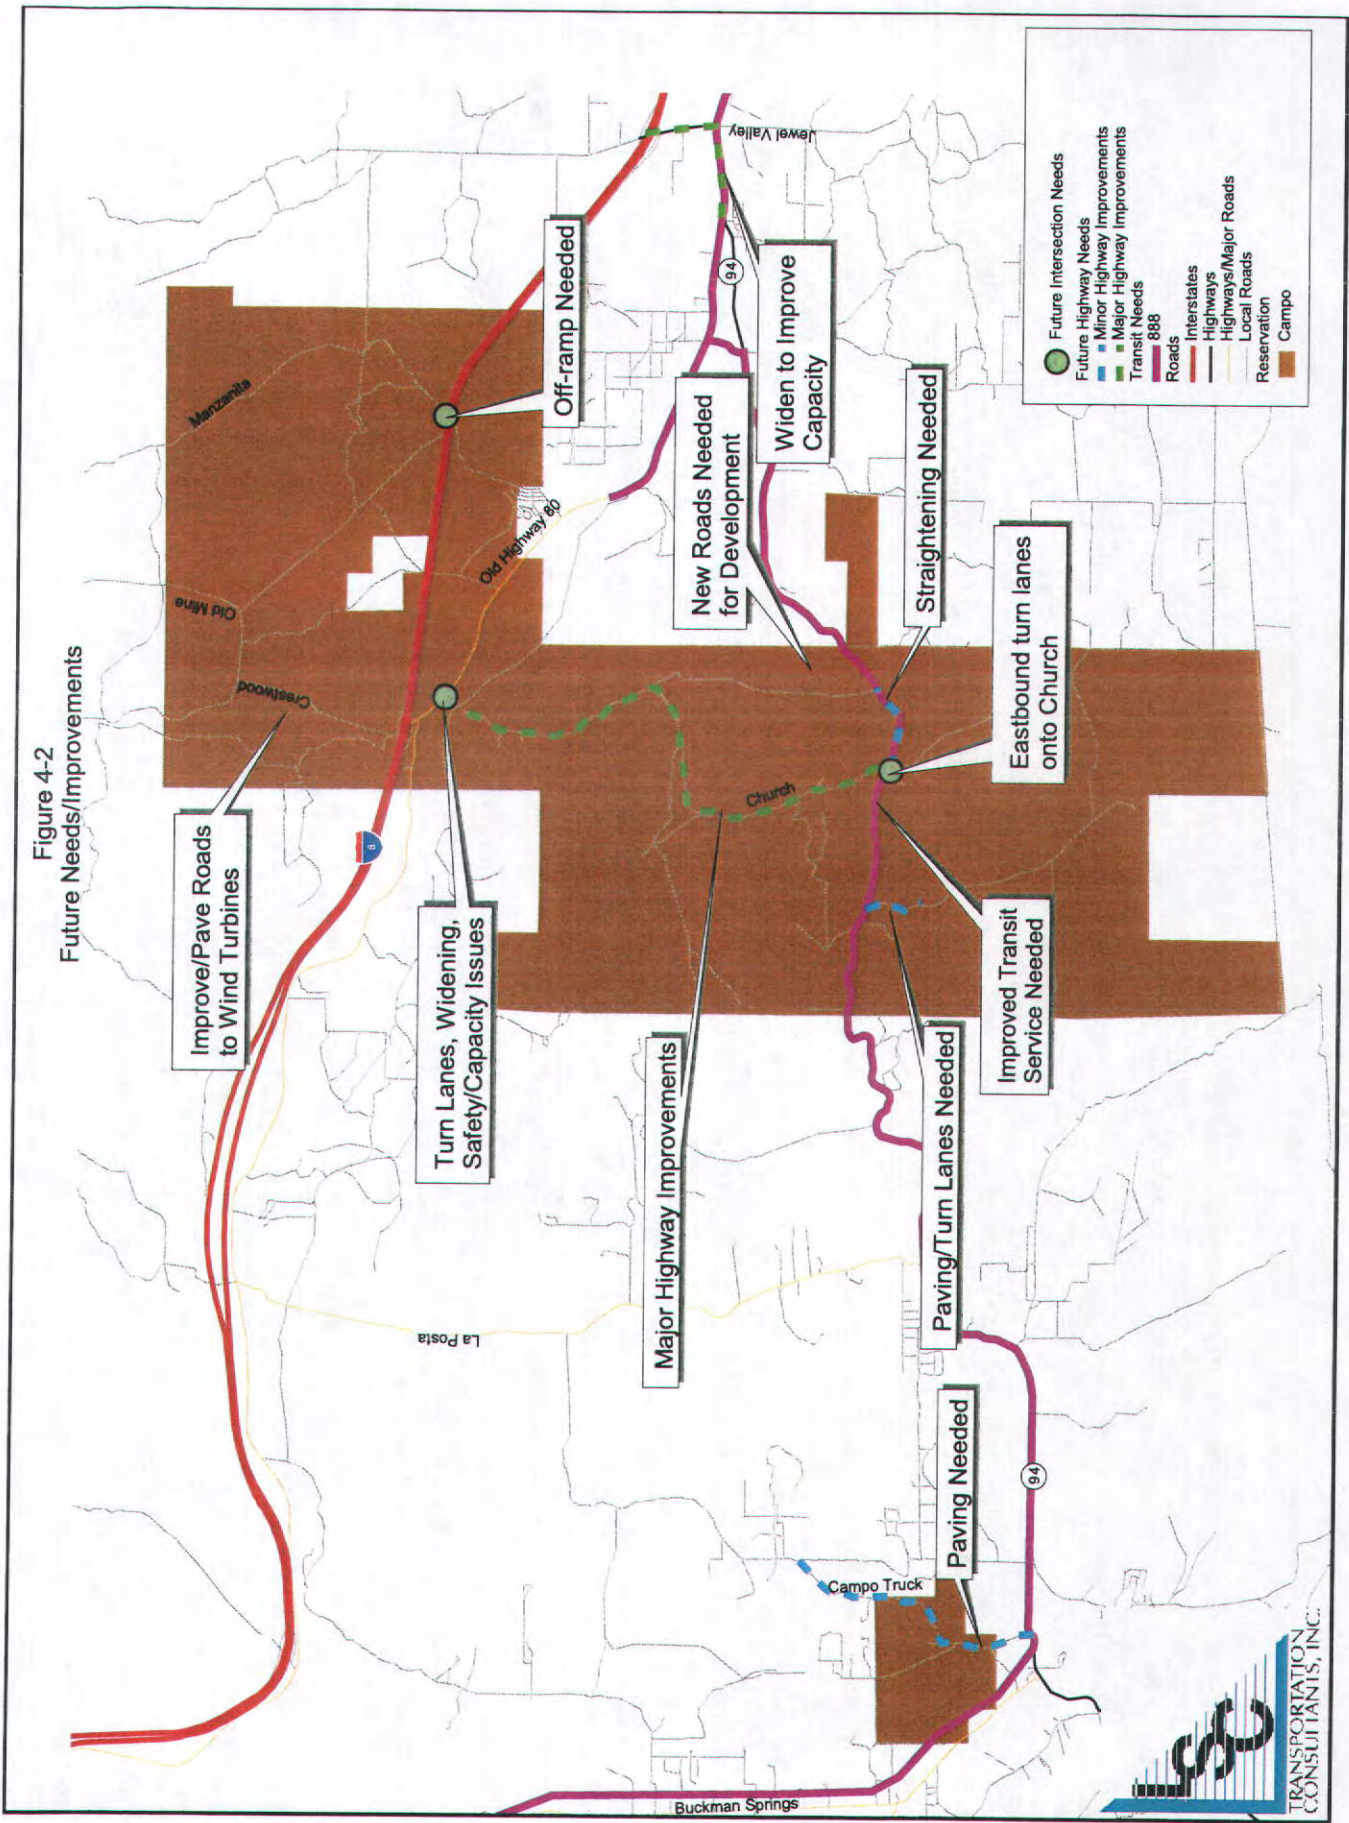 Figure 4-2
Future Needs/Improvements
Improve/Pave Roads
to Wind Turbines
Crestwood
Old Mine
Manzanita
8
Turn Lanes, Widening,
Safety/Capacity Issues
Old Highway 80
Off-ramp Needed
La Posta
Major Highway Improvements
Church
New Roads Needed
for Development
94
Widen to Improve
Capacity
Jewel Valley
Straightening Needed
Eastbound turn lanes
onto Church
Improved Transit
Service Needed
Paving/Turn Lanes Needed
Paving Needed
Campo Truck
94
Buckman Springs
Future Intersection Needs
Future Highway Needs
Minor Highway Improvements
Major Highway Improvements
Transit Needs
888
Roads
Interstates
Highways
Highways/Major Roads
Local Roads
Reservation
Campo
LSC
TRANSPORTATION
CONSULTANTS, INC.